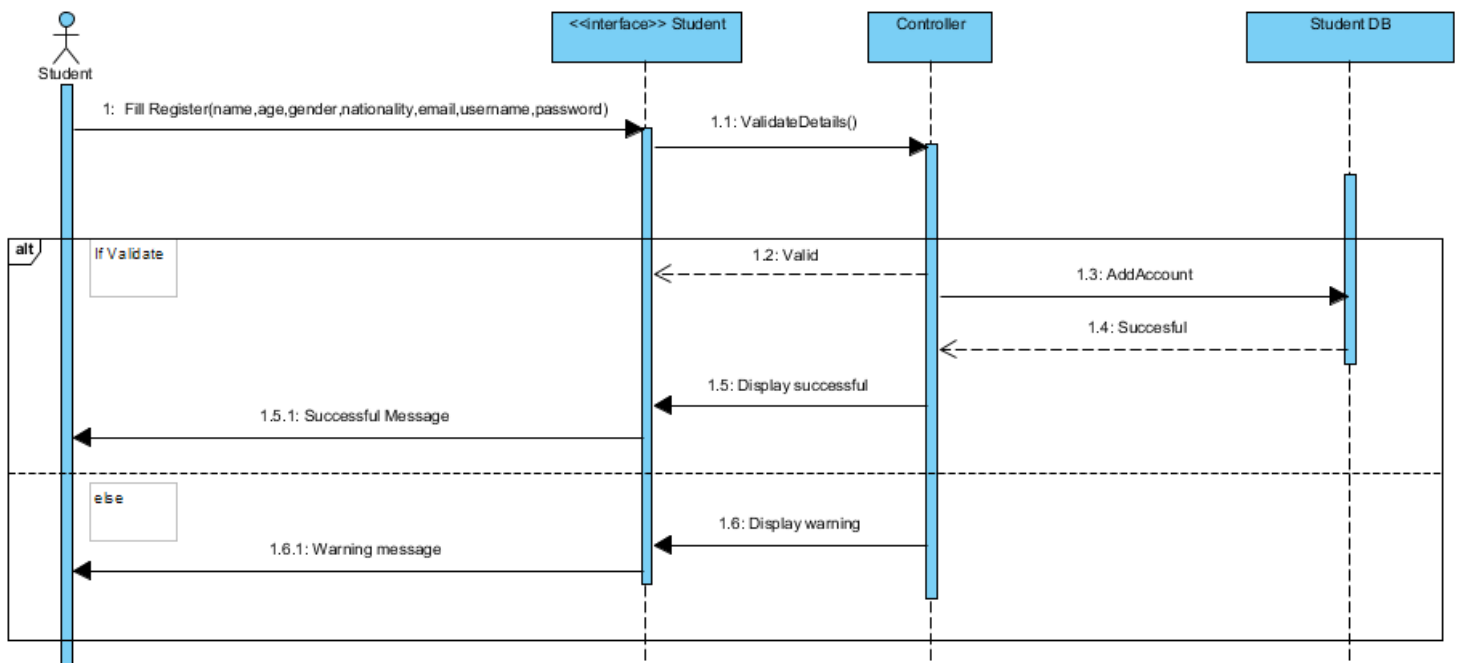 <<interface>> Student
Controller
Student DB
Student
1: Fill Register(name,age,gender,nationality,email,username,password)
1.1: ValidateDetails()
alt
If Validate
1.2: Valid
1.3: AddAccount
1.4: Succesful
1.5: Display successful
1.5.1: Successful Message
else
1.6: Display warning
1.6.1: Warning message